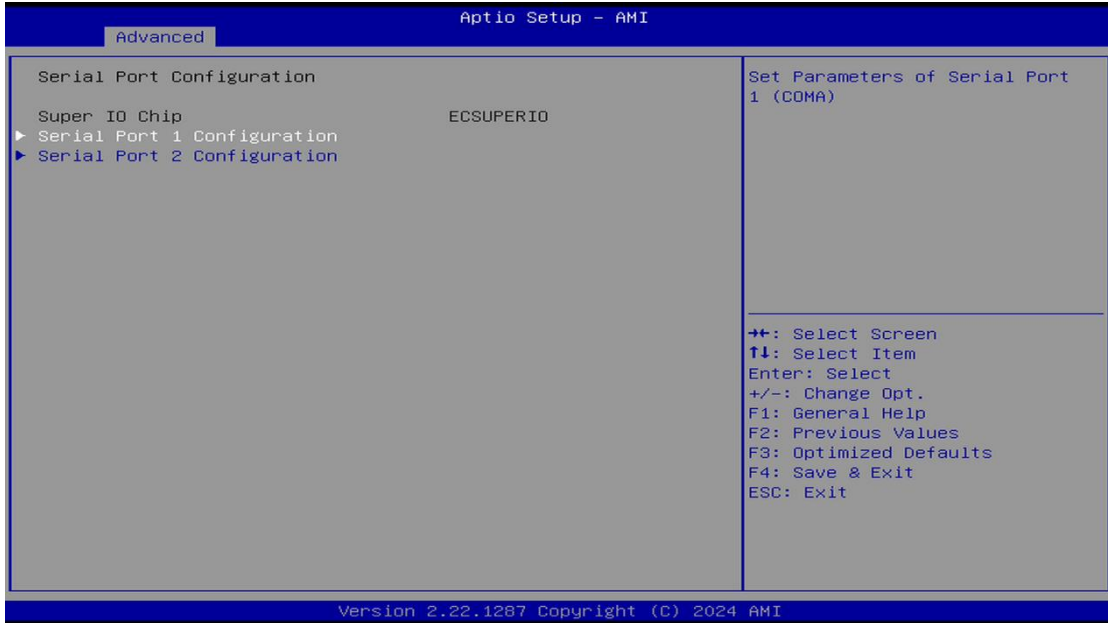 Aptio Setup – AMI
Advanced
Serial Port Configuration
Super IO Chip ECSUPERIO
▶ Serial Port 1 Configuration
▶ Serial Port 2 Configuration
Set Parameters of Serial Port
1 (COMA)
→←: Select Screen
↑↓: Select Item
Enter: Select
+/-: Change Opt.
F1: General Help
F2: Previous Values
F3: Optimized Defaults
F4: Save & Exit
ESC: Exit
Version 2.22.1287 Copyright (C) 2024 AMI